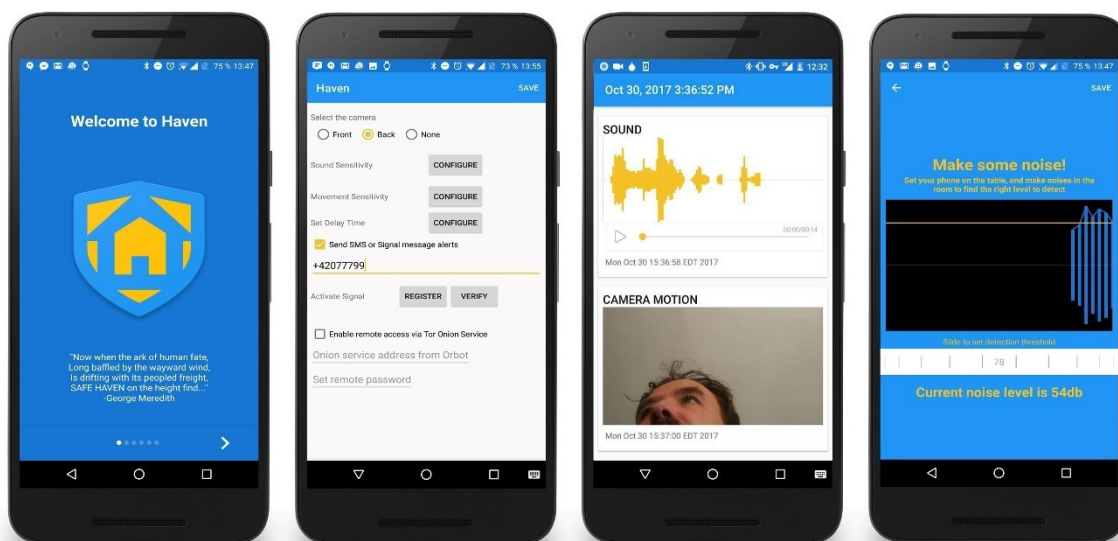 75 % 13:47
Welcome to Haven
"Now when the ark of human fate,
Long baffled by the wayward wind,
Is drifting with its peopled freight,
SAFE HAVEN on the height find..."
-George Meredith
73 % 13:55
Haven
SAVE
Select the camera
Front
Back
None
Sound Sensitivity
CONFIGURE
Movement Sensitivity
CONFIGURE
Set Delay Time
CONFIGURE
Send SMS or Signal message alerts
+42077799
Activate Signal
REGISTER
VERIFY
Enable remote access via Tor Onion Service
Onion service address from Orbot
Set remote password
12:32
Oct 30, 2017 3:36:52 PM
SOUND
00:00/00:14
Mon Oct 30 15:36:58 EDT 2017
CAMERA MOTION
Mon Oct 30 15:37:00 EDT 2017
75 % 13:47
SAVE
Make some noise!
Set your phone on the table, and make noises in the
room to find the right level to detect
Slide to set detection threshold
78
Current noise level is 54db